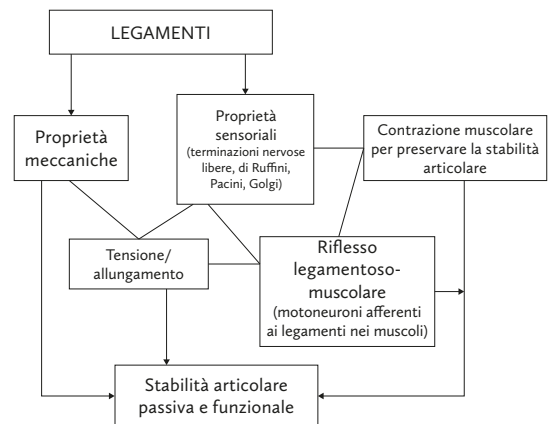 LEGAMENTI
Proprietà
meccaniche
Proprietà
sensoriali
(terminazioni nervose
libere, di Ruffini,
Pacini, Golgi)
Contrazione muscolare
per preservare la stabilità
articolare
Tensione/
allungamento
Riflesso
legamentoso-
muscolare
(motoneuroni afferenti
ai legamenti nei muscoli)
Stabilità articolare
passiva e funzionale